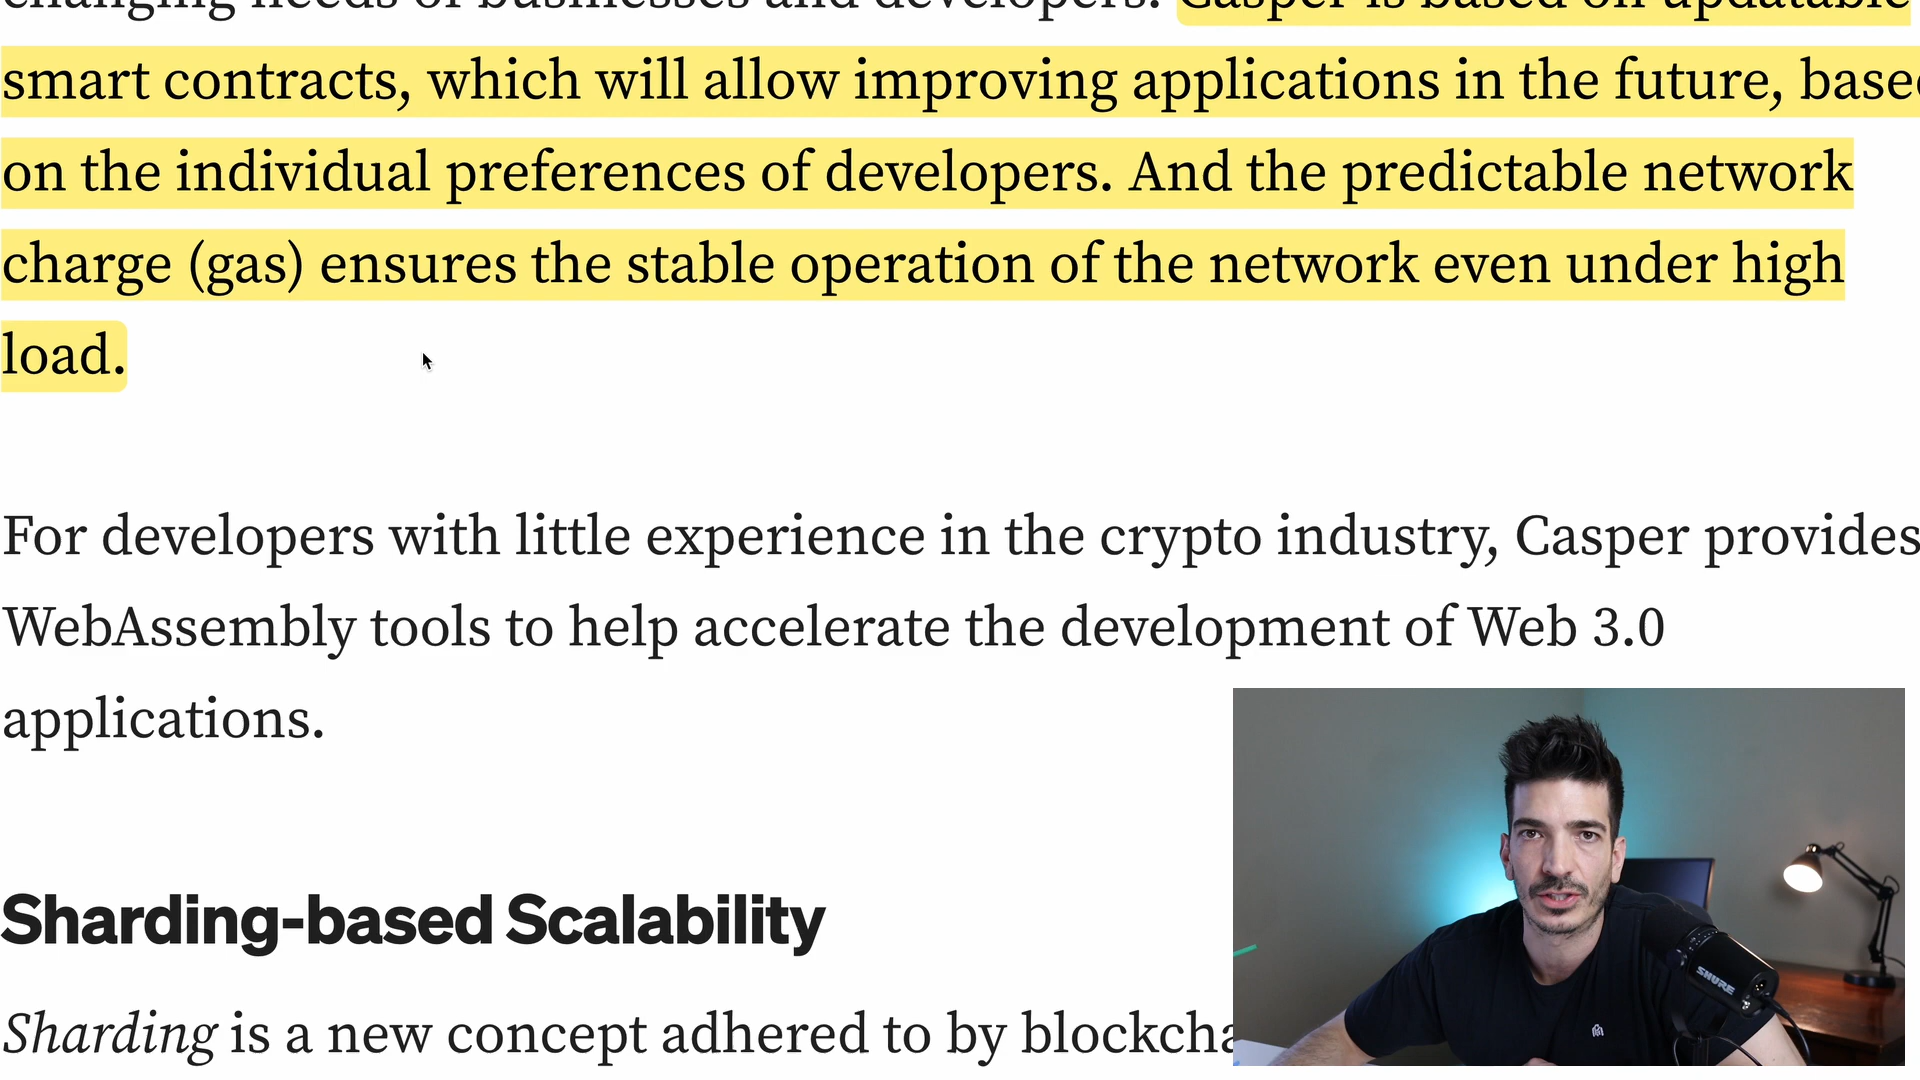 changing needs of businesses and developers. Casper is based on updatable
smart contracts, which will allow improving applications in the future, based
on the individual preferences of developers. And the predictable network
charge (gas) ensures the stable operation of the network even under high
load.
For developers with little experience in the crypto industry, Casper provides
WebAssembly tools to help accelerate the development of Web 3.0
applications.
Sharding-based Scalability
Sharding is a new concept adhered to by blockcha
SHURE